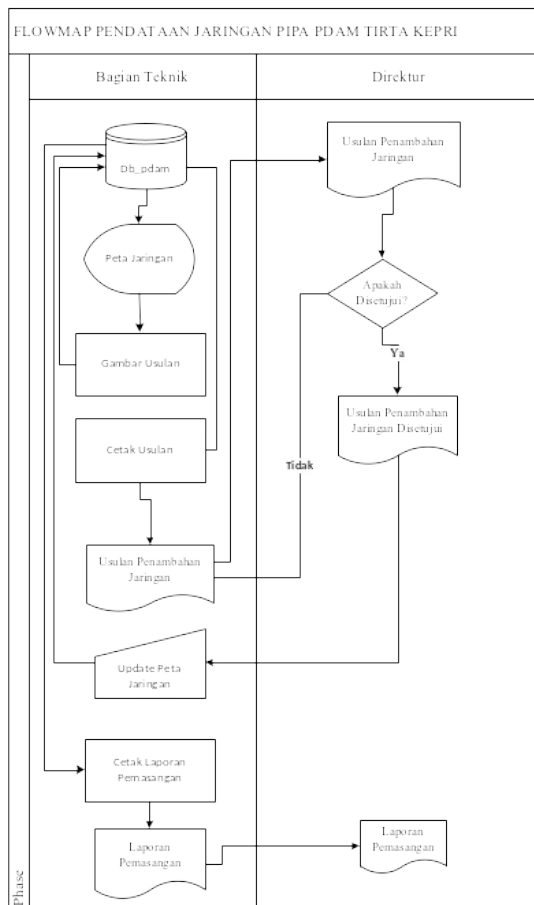 FLOWMAP PENDATAAN JARINGAN PIPA PDAM TIRTA KEPRI
Bagian Teknik
Direktur
Db_pdam
Usulan Penambahan
Jaringan
Peta Jaringan
Apakah
Disetujui?
Ya
Gambar Usulan
Usulan Penambahan
Jaringan Disetujui
Cetak Usulan
Tidak
Usulan Penambahan
Jaringan
Update Peta
Jaringan
Cetak Laporan
Pemasangan
Laporan
Pemasangan
Laporan
Pemasangan
Phase